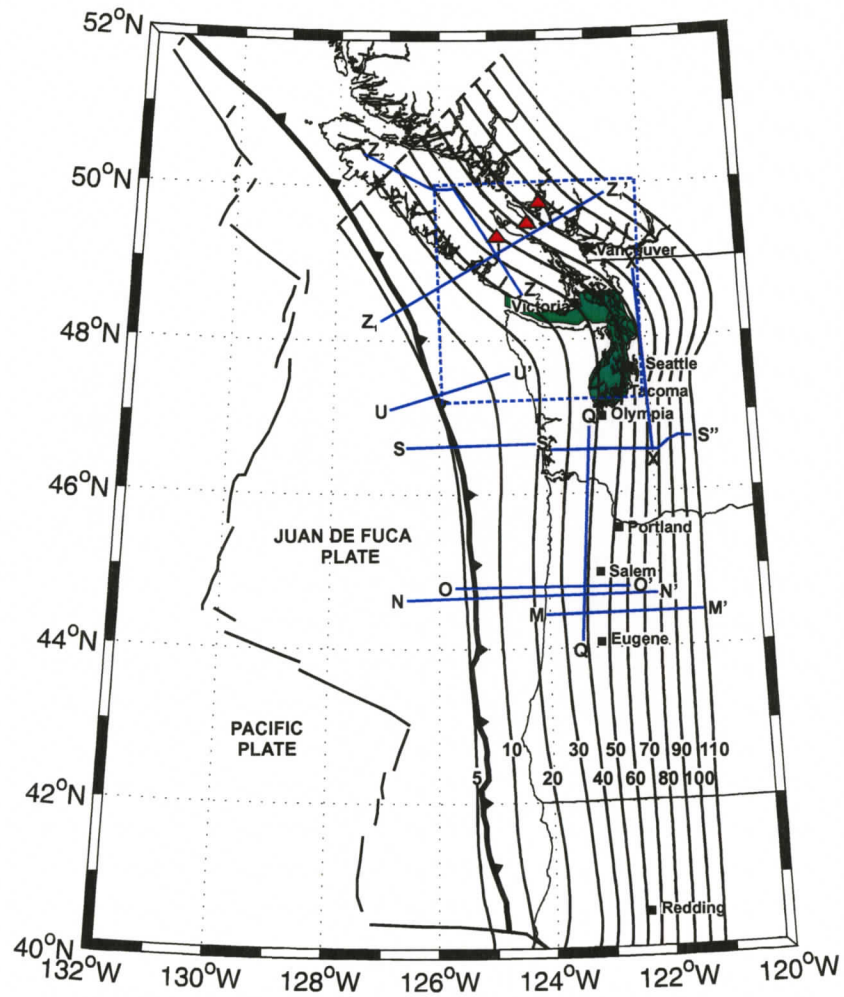 52°N
50°N
48°N
46°N
44°N
42°N
40°N
132°W 130°W 128°W 126°W 124°W 122°W 120°W
Z₂
Z₁'
Vancouver
Z₁
Victoria
X
Seattle
Tacoma
Olympia
U'
U
Q
S
S''
X
Portland
JUAN DE FUCA
PLATE
Salem
O O'
N N'
M M'
Eugene
Q
PACIFIC
PLATE
10 30 50 70 90 110
5 20 40 60 80 100
Redding